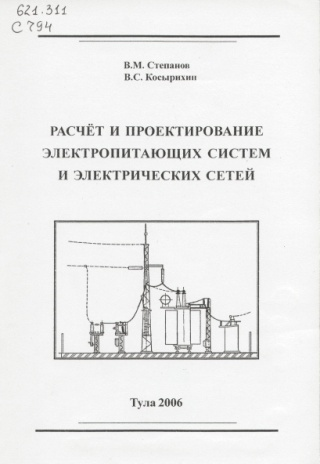 621.311
С 794
В.М. Степанов
В.С. Косырихин
РАСЧЁТ И ПРОЕКТИРОВАНИЕ
ЭЛЕКТРОПИТАЮЩИХ СИСТЕМ
И ЭЛЕКТРИЧЕСКИХ СЕТЕЙ
Тула 2006